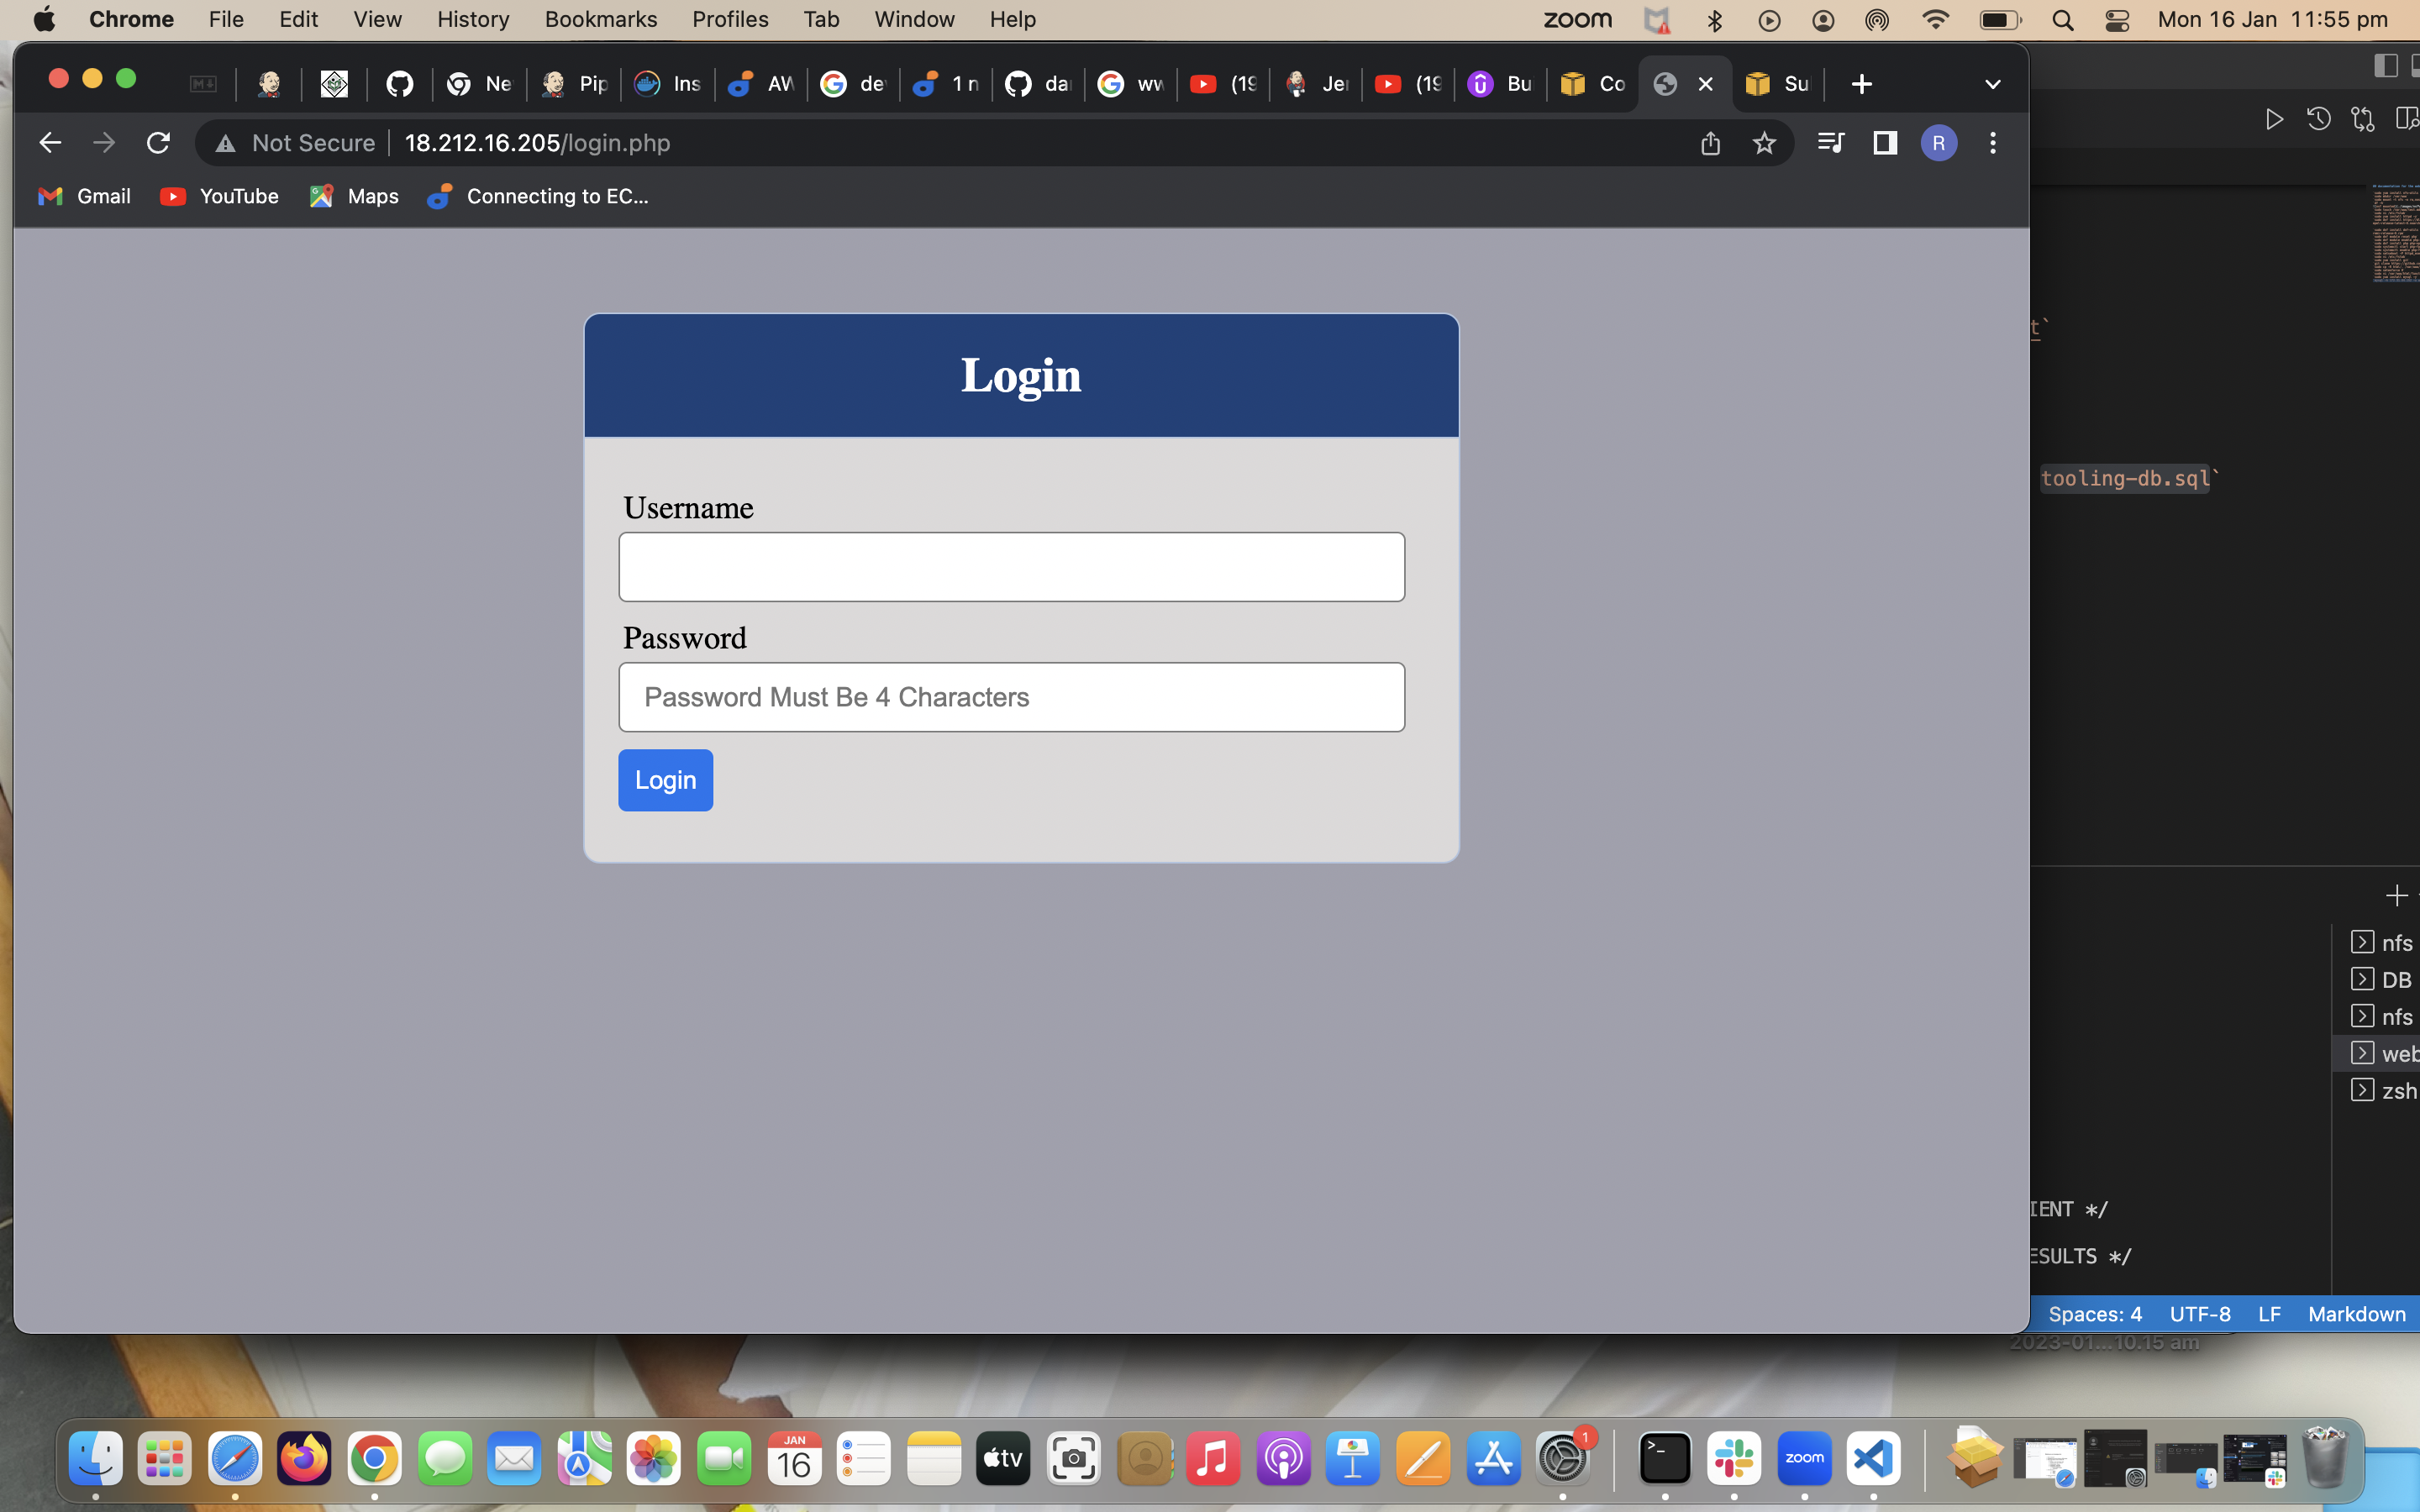 Chrome File Edit View History Bookmarks Profiles Tab Window Help zoom Mon 16 Jan 11:55 pm
Ne Pip Ins AW de 1 n da ww (19 Jer (19 Bu Co Su
Not Secure 18.212.16.205/login.php R
Gmail YouTube Maps Connecting to EC...
Login
t`
tooling-db.sql`
Username
Password
Password Must Be 4 Characters
Login
nfs
DB
nfs
web
zsh
IENT */
ESULTS */
Spaces: 4 UTF-8 LF Markdown
2023-01...10.15 am
JAN
16
tv
zoom
1